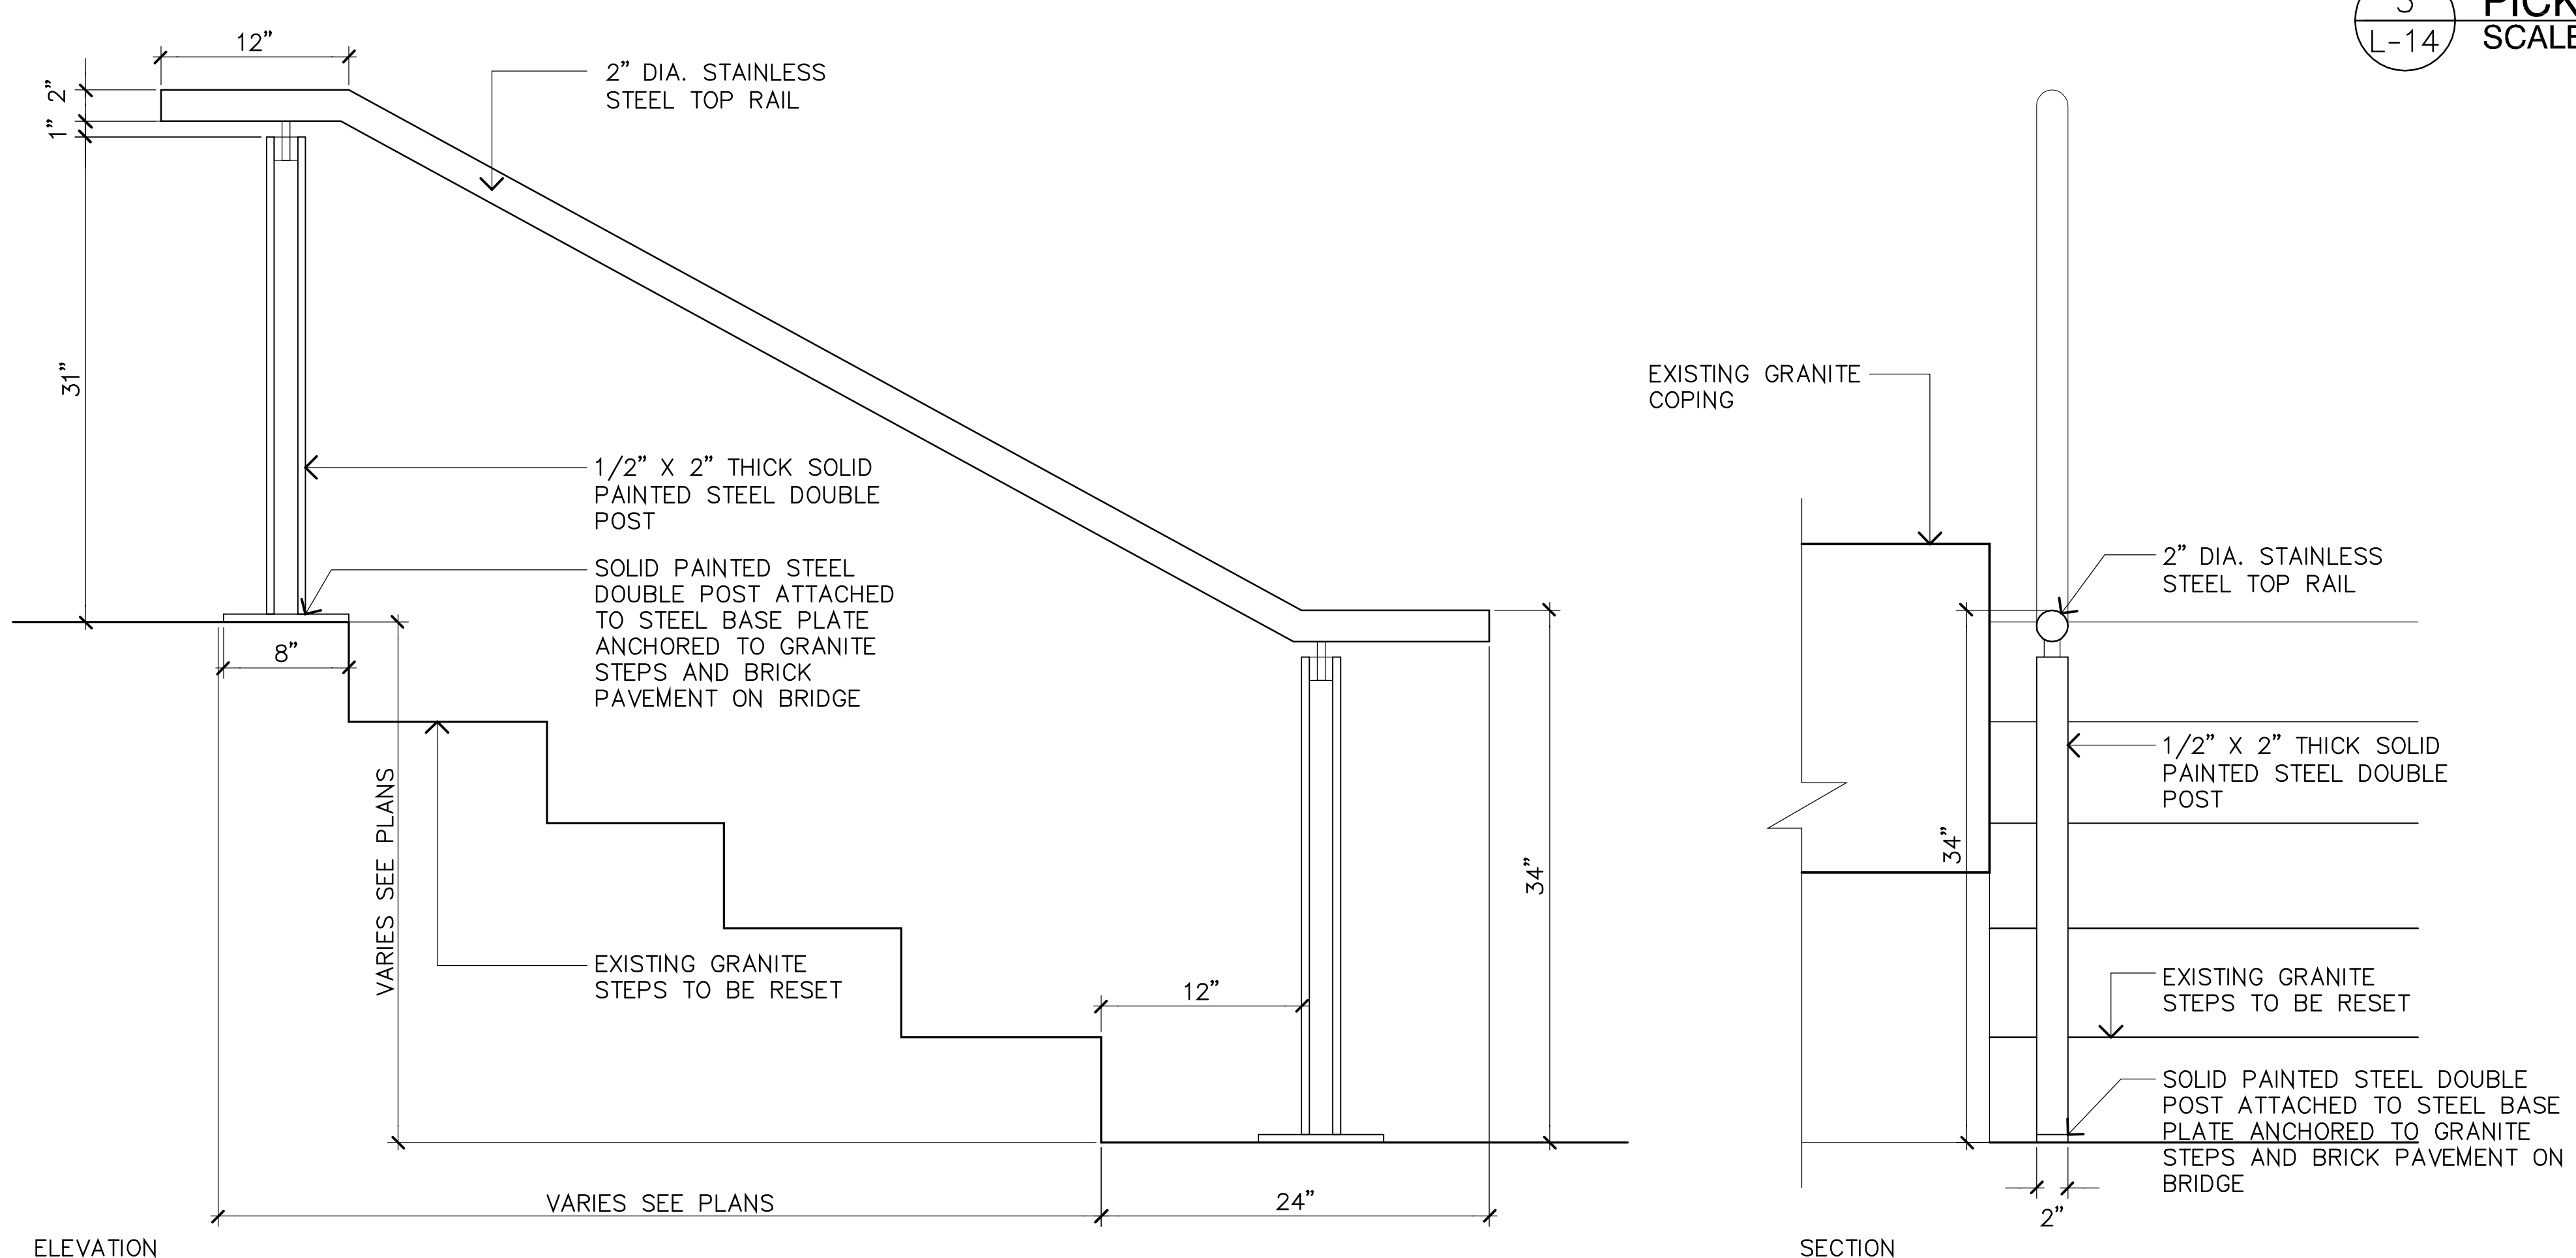 12”
2”
1”
31”
2” DIA. STAINLESS
STEEL TOP RAIL
1/2” X 2” THICK SOLID
PAINTED STEEL DOUBLE
POST
SOLID PAINTED STEEL
DOUBLE POST ATTACHED
TO STEEL BASE PLATE
ANCHORED TO GRANITE
STEPS AND BRICK
PAVEMENT ON BRIDGE
8”
VARIES SEE PLANS
EXISTING GRANITE
STEPS TO BE RESET
12”
34”
VARIES SEE PLANS
24”
ELEVATION
L-14
SCALE
EXISTING GRANITE
COPING
2” DIA. STAINLESS
STEEL TOP RAIL
1/2” X 2” THICK SOLID
PAINTED STEEL DOUBLE
POST
34”
EXISTING GRANITE
STEPS TO BE RESET
SOLID PAINTED STEEL DOUBLE
POST ATTACHED TO STEEL BASE
PLATE ANCHORED TO GRANITE
STEPS AND BRICK PAVEMENT ON
BRIDGE
2”
SECTION